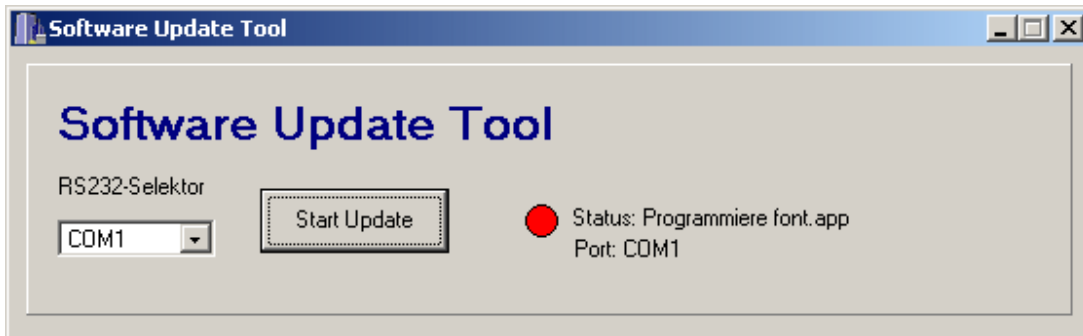 Software Update Tool
Software Update Tool
RS232-Selektor
COM1
Start Update
Status: Programmiere font.app
Port: COM1